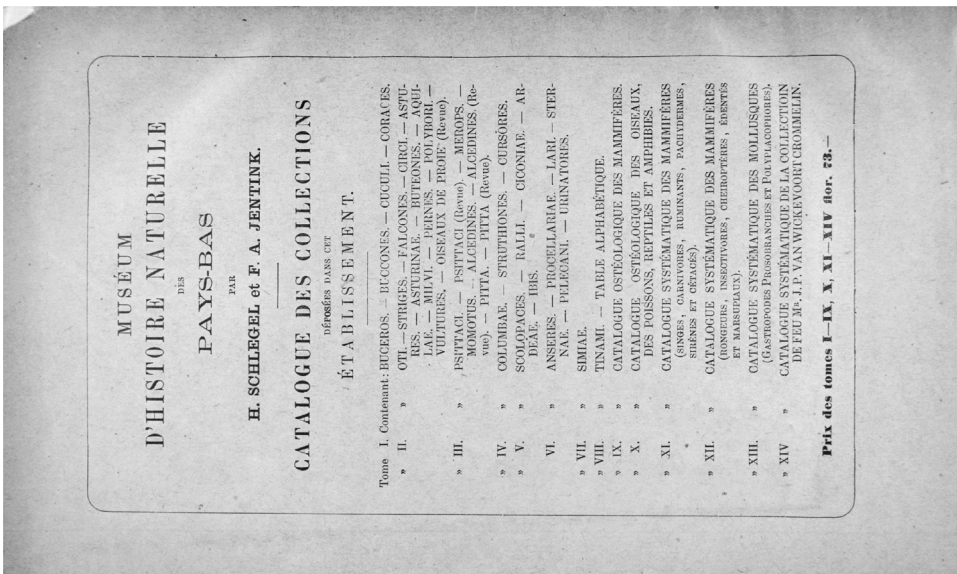 MUSÉUM
D'HISTOIRE NATURELLE
DES
PAYS-BAS
PAR
H. SCHLEGEL et F. A. JENTINK.
CATALOGUE DES COLLECTIONS
DÉPOSÉES DANS CET
ÉTABLISSEMENT.
Tome I. Contenant: BUCEROS. — BUCCONES. — CUCULI. — CORACES.
„ II. „ OTI. — STRIGES. — FALCONES. — CIRCI. — ASTU-
RES. — ASTURINAE. — BUTEONES. — AQUI-
LAE. — MILVI. — PERNES. — POLYBORI. —
VULTURES. — OISEAUX DE PROIE (Revue).
„ III. „ PSITTACI. — PSITTACI (Revue). — MEROPS. —
MOMOTUS. — ALCEDINES. — ALCEDINES. (Re-
vue). — PITTA. — PITTA (Revue).
„ IV. „ COLUMBAE. — STRUTHIONES. — CURSORES.
„ V. „ SCOLOPACES. — RALLI. — CICONIAE. — AR-
DEAE. — IBIS.
VI. „ ANSERES. — PROCELLARIAE. — LARI. — STER-
NAE. — PELECANI. — URINATORES.
„ VII. „ SIMIAE.
„ VIII. „ TINAMI. — TABLE ALPHABÉTIQUE.
„ IX. „ CATALOGUE OSTÉOLOGIQUE DES MAMMIFÈRES.
„ X. „ CATALOGUE OSTÉOLOGIQUE DES OISEAUX,
DES POISSONS, REPTILES ET AMPHIBIES.
„ XI. „ CATALOGUE SYSTÉMATIQUE DES MAMMIFÈRES
(SINGES, CARNIVORES, RUMINANTS, PACHYDERMES,
SIRÈNES ET CÉTACÉS).
„ XII. „ CATALOGUE SYSTÉMATIQUE DES MAMMIFÈRES
(RONGEURS, INSECTIVORES, CHEIROPTÈRES, ÉDENTÉS
ET MARSUPIAUX).
„ XIII. „ CATALOGUE SYSTÉMATIQUE DES MOLLUSQUES
(GASTROPODES PROSOBRANCHES ET POLYPLACOPHORES).
„ XIV „ CATALOGUE SYSTÉMATIQUE DE LA COLLECTIOIN
DE FEU Mr. J. P. VAN WICKEVOORT CROMMELIN.
Prix des tomes I—IX, X, XI—XIV flor. 73.—